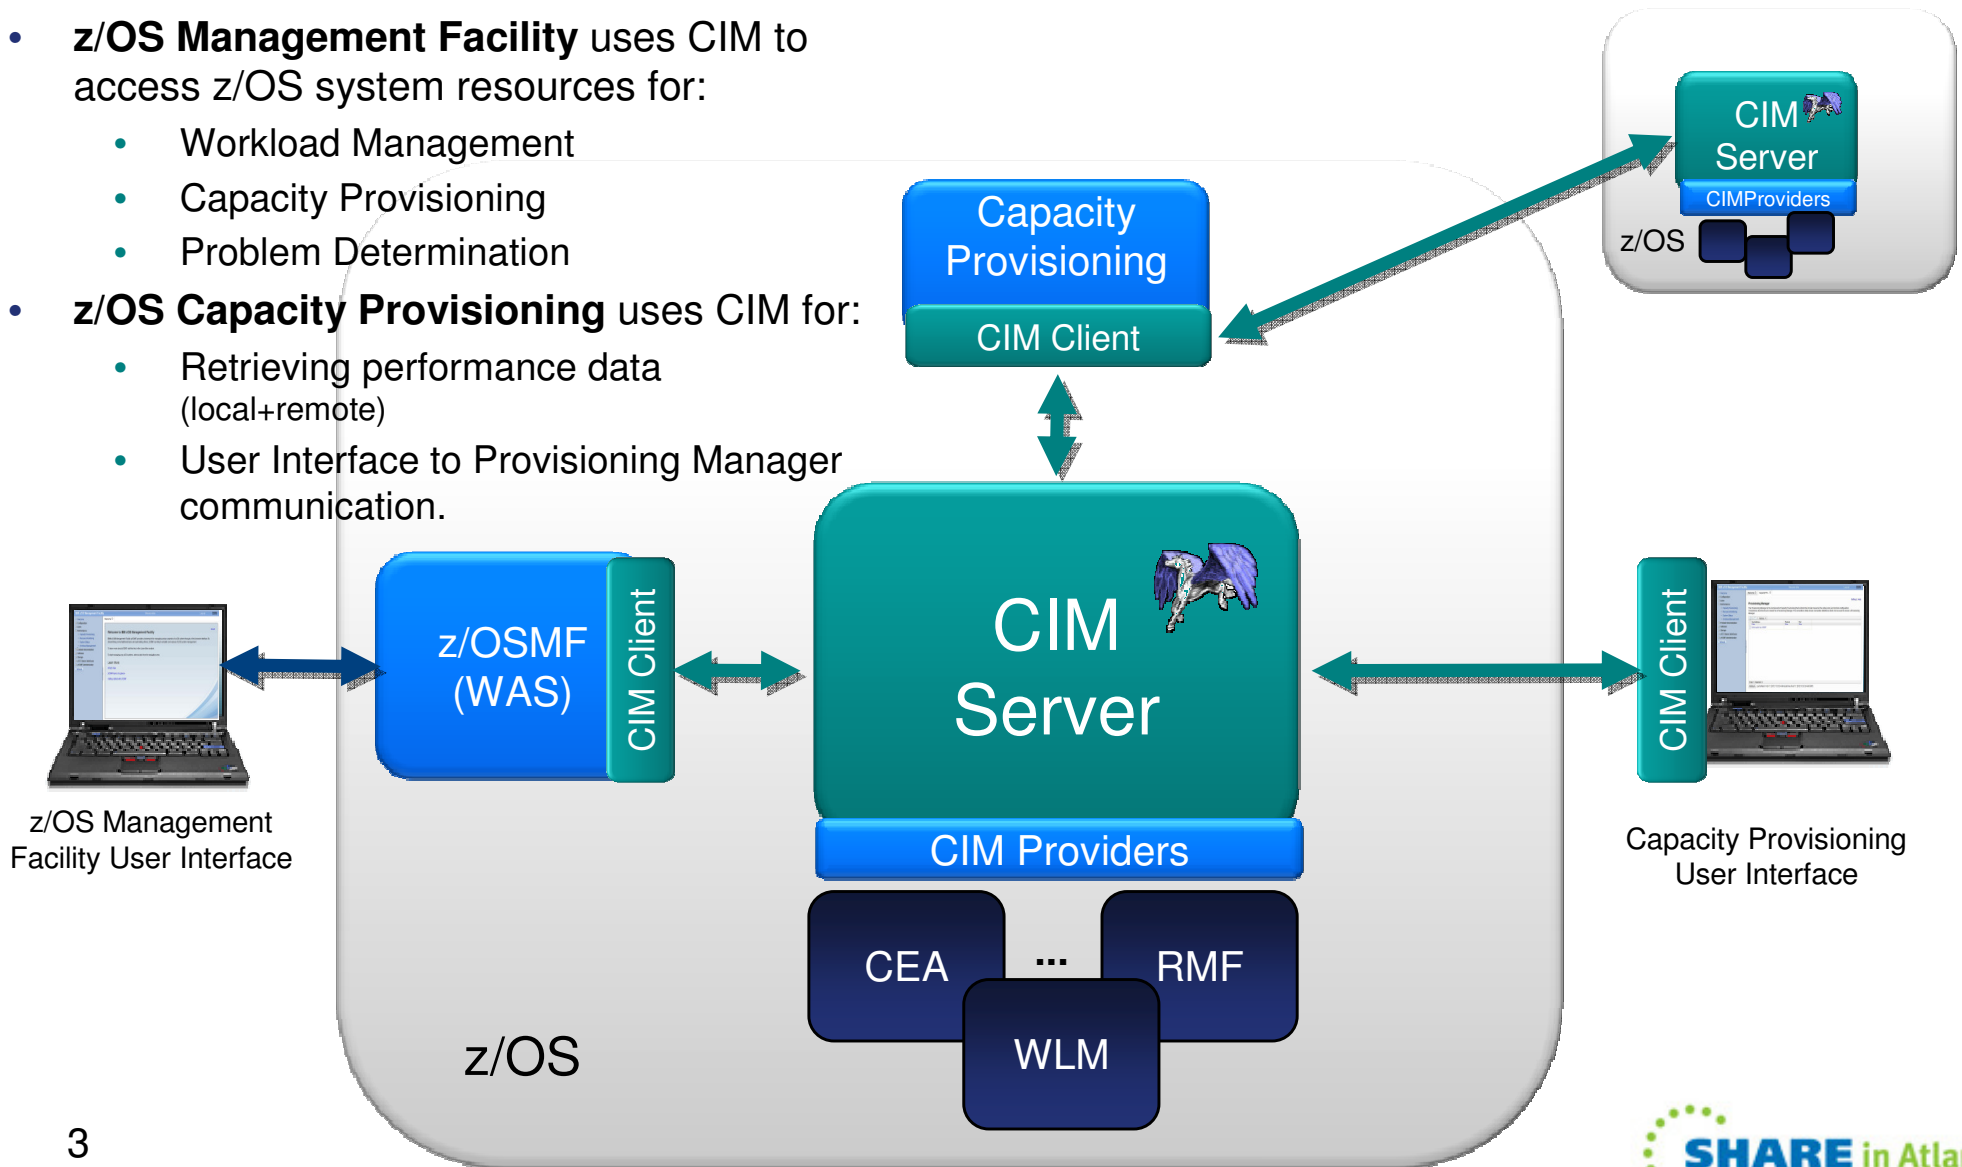 • z/OS Management Facility uses CIM to
access z/OS system resources for:
• Workload Management
• Capacity Provisioning
• Problem Determination
• z/OS Capacity Provisioning uses CIM for:
• Retrieving performance data
(local+remote)
• User Interface to Provisioning Manager
communication.
Capacity
Provisioning
CIM Client
CIM
Server
CIMProviders
z/OS
z/OSMF
(WAS)
CIM Client
CIM
Server
CIM Providers
CEA
...
RMF
WLM
z/OS
CIM Client
z/OS Management
Facility User Interface
Capacity Provisioning
User Interface
3
SHARE in Atla